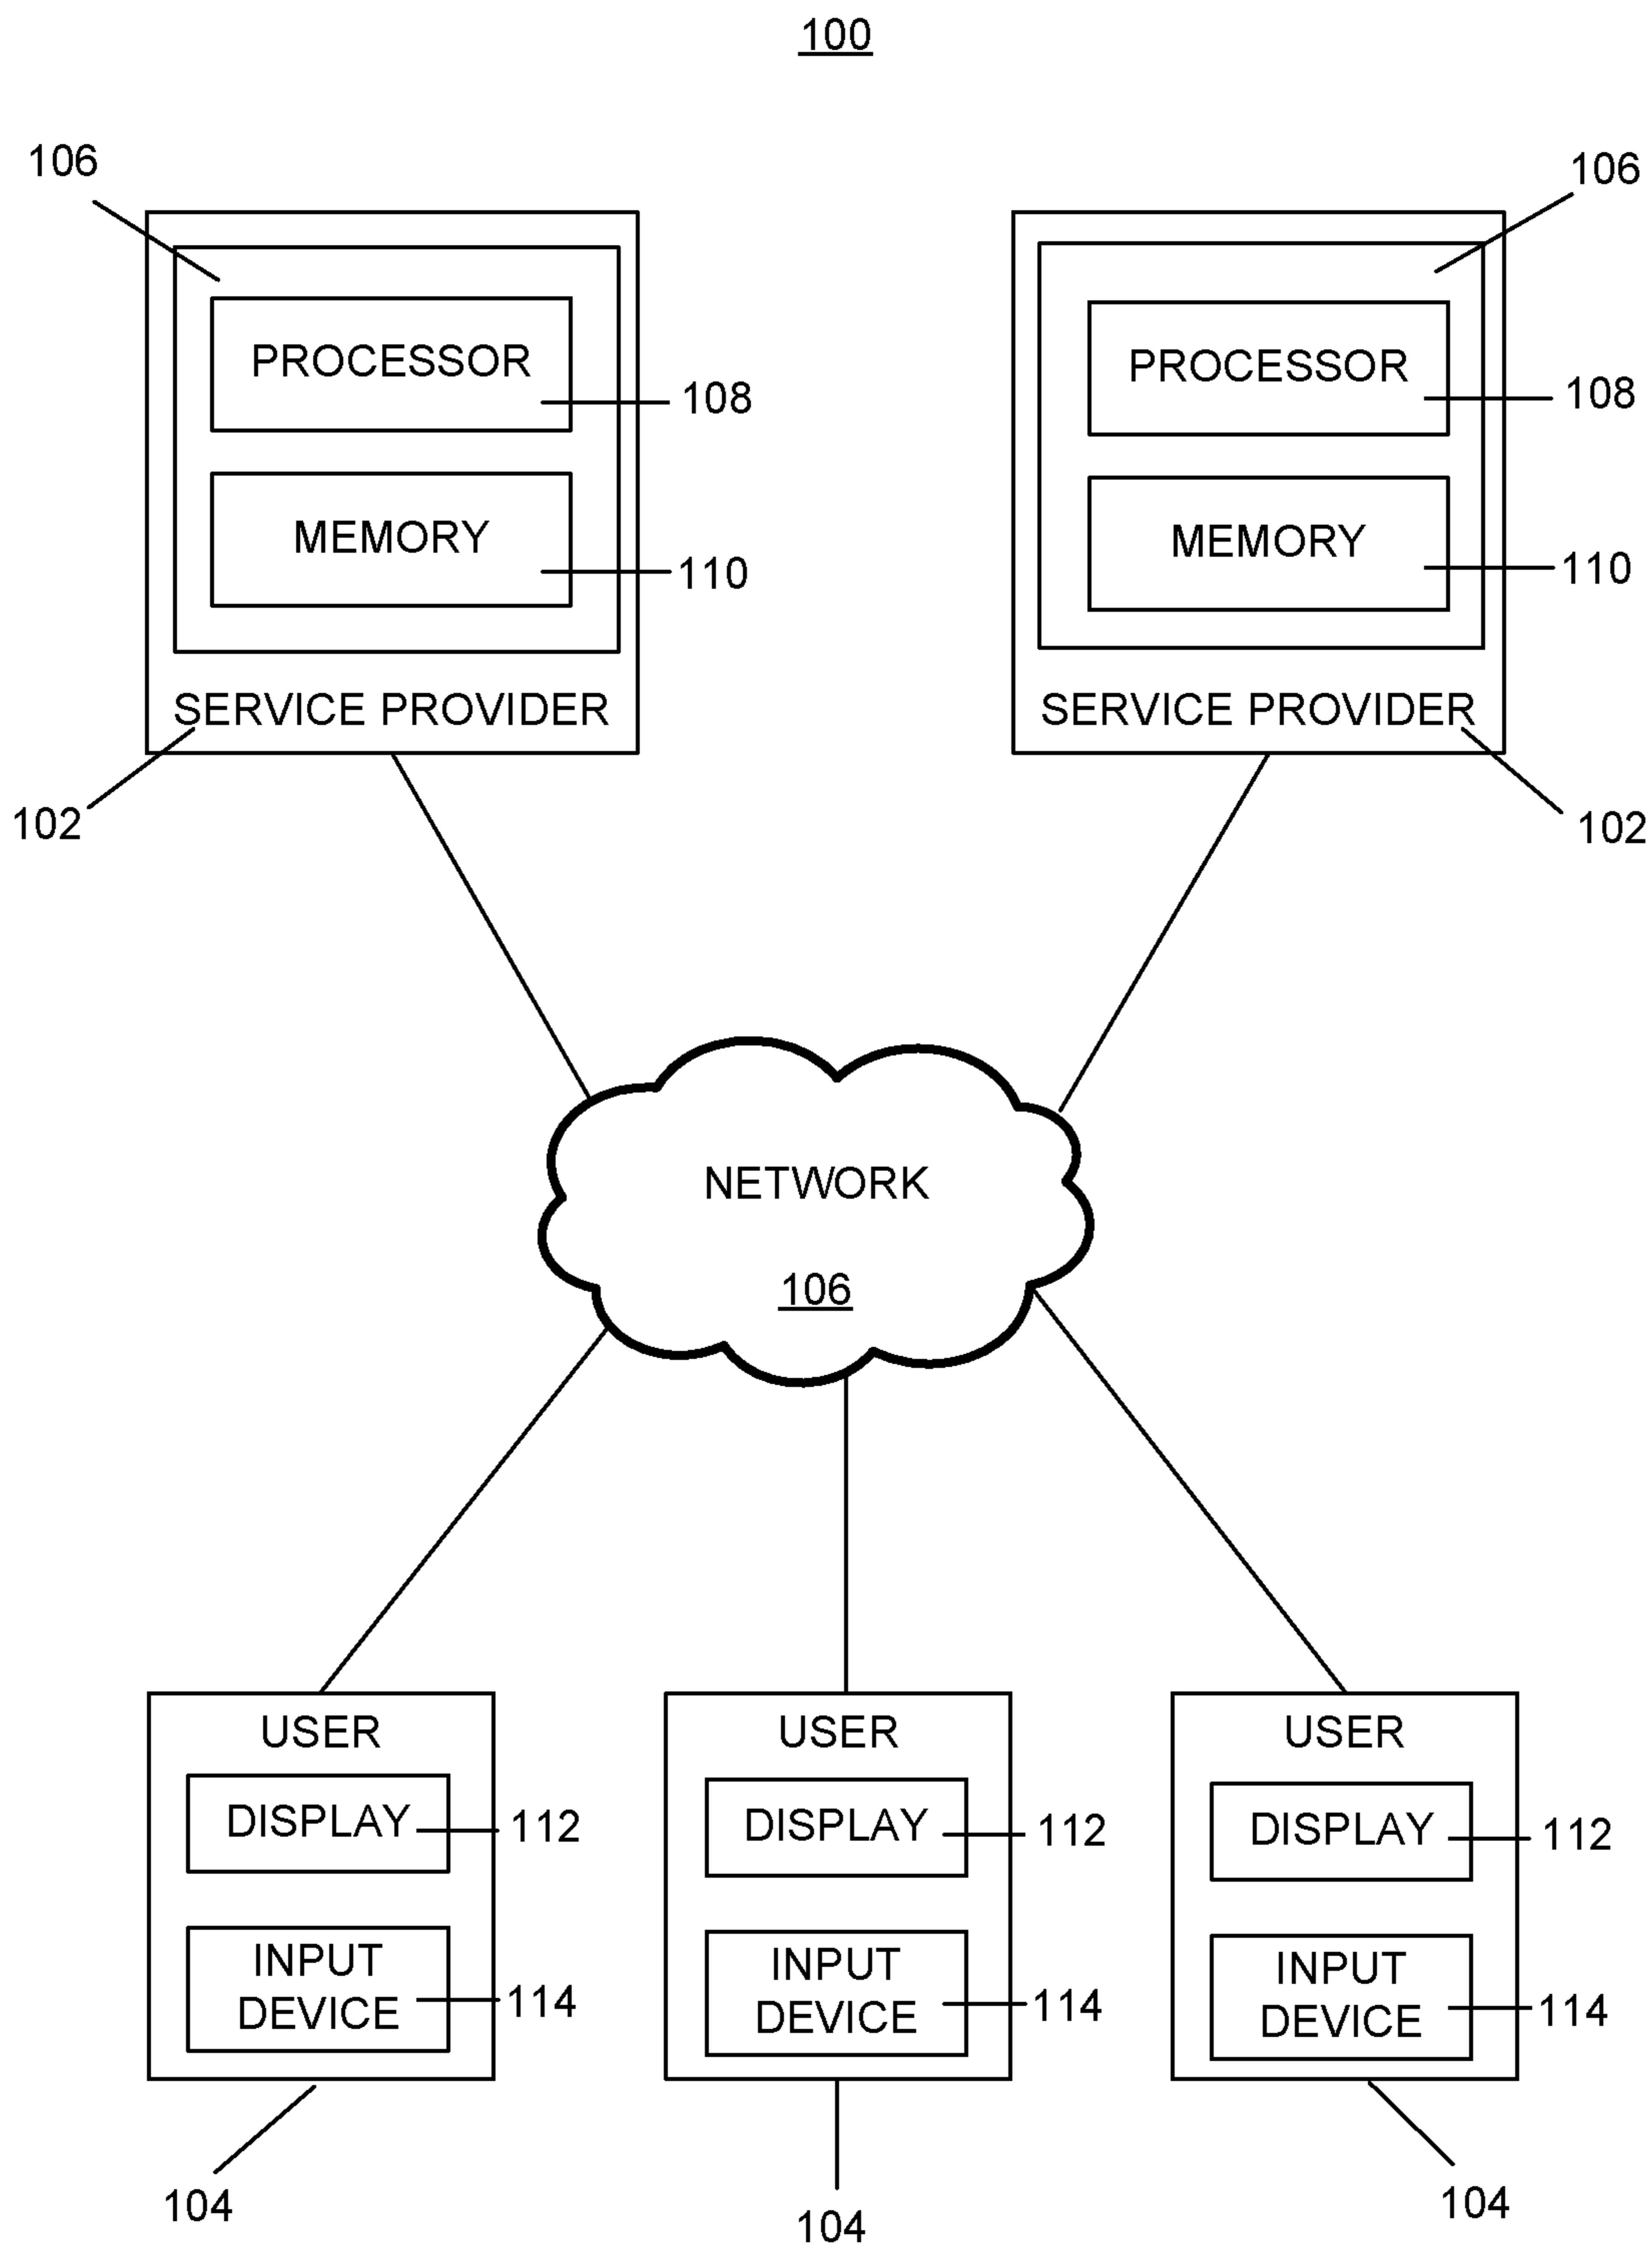 100
106
106
PROCESSOR
108
PROCESSOR
108
MEMORY
110
MEMORY
110
SERVICE PROVIDER
SERVICE PROVIDER
102
102
NETWORK
106
USER
USER
USER
DISPLAY
112
DISPLAY
112
DISPLAY
112
INPUT
DEVICE
114
INPUT
DEVICE
114
INPUT
DEVICE
114
104
104
104